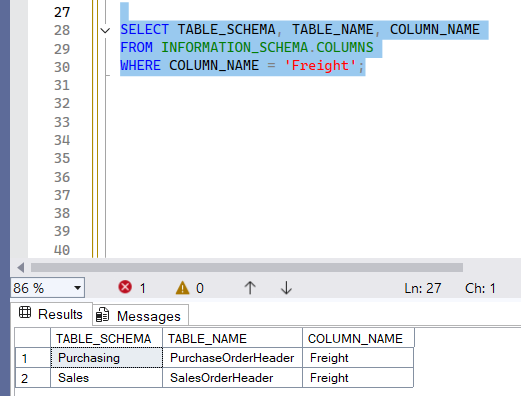 27
28 SELECT TABLE_SCHEMA, TABLE_NAME, COLUMN_NAME
29 FROM INFORMATION_SCHEMA.COLUMNS
30 WHERE COLUMN_NAME = 'Freight';
31
32
33
34
35
36
37
38
39
40
86 % 1 0 Ln: 27 Ch: 1
Results Messages
TABLE_SCHEMA TABLE_NAME COLUMN_NAME
1 Purchasing PurchaseOrderHeader Freight
2 Sales SalesOrderHeader Freight